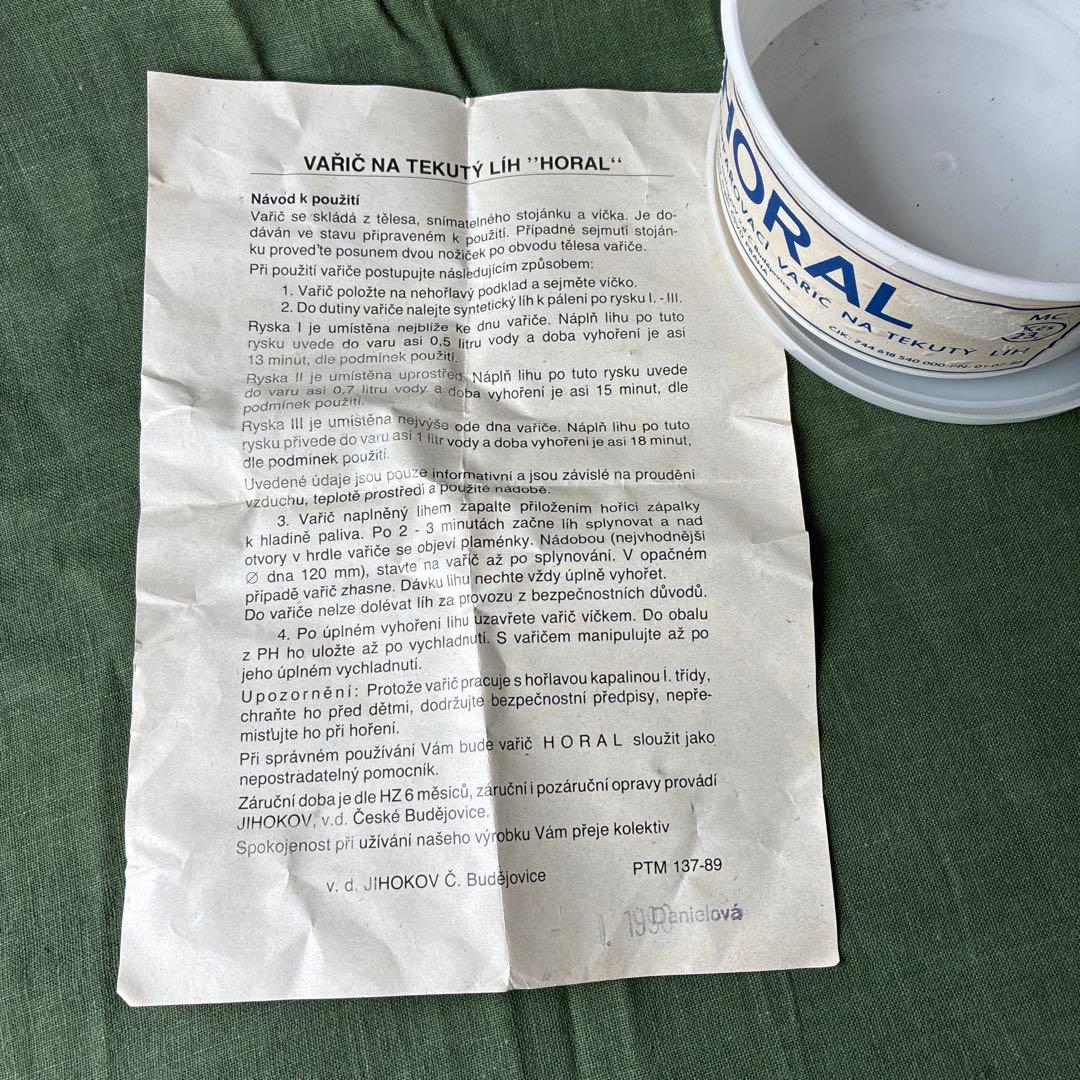 VAŘIČ NA TEKUTÝ LÍH ”HORAL“
Návod k použití
Vařič se skládá z tělesa, snímatelného stojánku a víčka. Je do-
dáván ve stavu připraveném k použití. Případné sejmutí stoján-
ku proveďte posunem dvou nožiček po obvodu tělesa vařiče.
Při použití vařiče postupujte následujícím způsobem:
1. Vařič položte na nehořlavý podklad a sejměte víčko.
2. Do dutiny vařiče nalejte syntetický líh k pálení po rysku I. - III.
Ryska I je umístěna nejblíže ke dnu vařiče. Náplň lihu po tuto
rysku uvede do varu asi 0,5 litru vody a doba vyhoření je asi
13 minut, dle podmínek použití.
Ryska II je umístěna uprostřed. Náplň lihu po tuto rysku uvede
do varu asi 0,7 litru vody a doba vyhoření je asi 15 minut, dle
podmínek použití.
Ryska III je umístěna nejvýše ode dna vařiče. Náplň lihu po tuto
rysku přivede do varu asi 1 litr vody a doba vyhoření je asi 18 minut,
dle podmínek použití.
Uvedené údaje jsou pouze informativní a jsou závislé na proudění
vzduchu, teplotě prostředí a použité nádobě.
3. Vařič naplněný lihem zapalte přiložením hořící zápalky
k hladině paliva. Po 2 - 3 minutách začne líh splynovat a nad
otvory v hrdle vařiče se objeví plaménky. Nádobou (nejvhodnější
∅ dna 120 mm), stavte na vařič až po splynování. V opačném
případě vařič zhasne. Dávku lihu nechte vždy úplně vyhořet.
Do vařiče nelze dolévat líh za provozu z bezpečnostních důvodů.
4. Po úplném vyhoření lihu uzavřete vařič víčkem. Do obalu
z PH ho uložte až po vychladnutí. S vařičem manipulujte až po
jeho úplném vychladnutí.
Upozornění: Protože vařič pracuje s hořlavou kapalinou I. třídy,
chraňte ho před dětmi, dodržujte bezpečnostní předpisy, nepře-
misťujte ho při hoření.
Při správném používání Vám bude vařič HORAL sloužit jako
nepostradatelný pomocník.
Záruční doba je dle HZ 6 měsíců, záruční i pozáruční opravy provádí
JIHOKOV, v.d. České Budějovice.
Spokojenost při užívání našeho výrobku Vám přeje kolektiv
v. d. JIHOKOV Č. Budějovice
PTM 137-89
I. 1990
Danielová
HORAL
VAŘIČ NA TEKUTÝ LÍH
Č. Budějovice
PRAHA
MC
Kčs
23
ČJK: 744 618 540 000